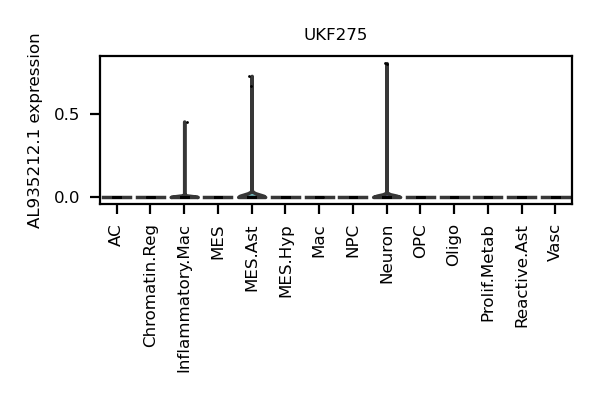 UKF275
AL935212.1 expression
0.5
0.0
AC
Chromatin.Reg
Inflammatory.Mac
MES
MES.Ast
MES.Hyp
Mac
NPC
Neuron
OPC
Oligo
Prolif.Metab
Reactive.Ast
Vasc